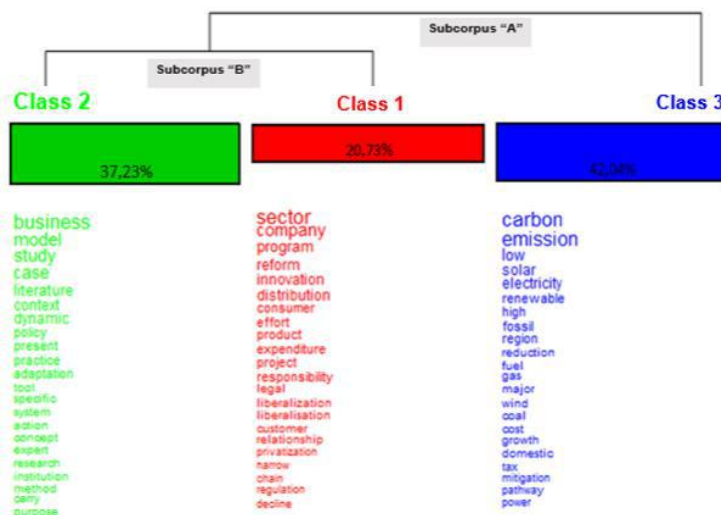 Subcorpus “A”
Subcorpus “B”
Class 2
Class 1
Class 3
37,23%
20,73%
42,04%
business
model
study
case
literature
context
dynamic
policy
present
practice
adaptation
tool
specific
system
action
concept
expert
research
institution
method
carry
purpose
sector
company
program
reform
innovation
distribution
consumer
effort
product
expenditure
project
responsibility
legal
liberalization
liberalisation
customer
relationship
privatization
narrow
chain
regulation
decline
carbon
emission
low
solar
electricity
renewable
high
fossil
region
reduction
fuel
gas
major
wind
coal
cost
growth
domestic
tax
mitigation
pathway
power